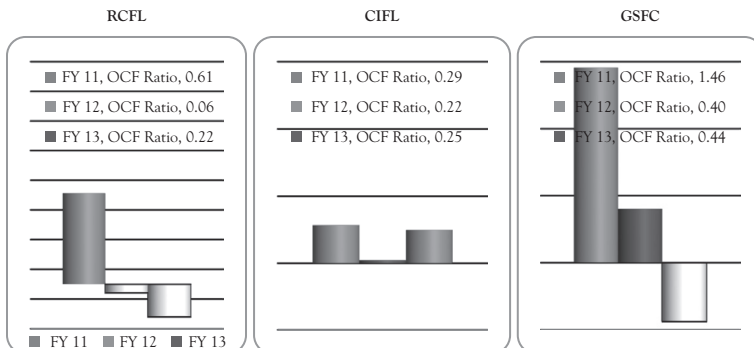 RCFL
FY 11, OCF Ratio, 0.61
FY 12, OCF Ratio, 0.06
FY 13, OCF Ratio, 0.22
FY 11 FY 12 FY 13
CIFL
FY 11, OCF Ratio, 0.29
FY 12, OCF Ratio, 0.22
FY 13, OCF Ratio, 0.25
GSFC
FY 11, OCF Ratio, 1.46
FY 12, OCF Ratio, 0.40
FY 13, OCF Ratio, 0.44